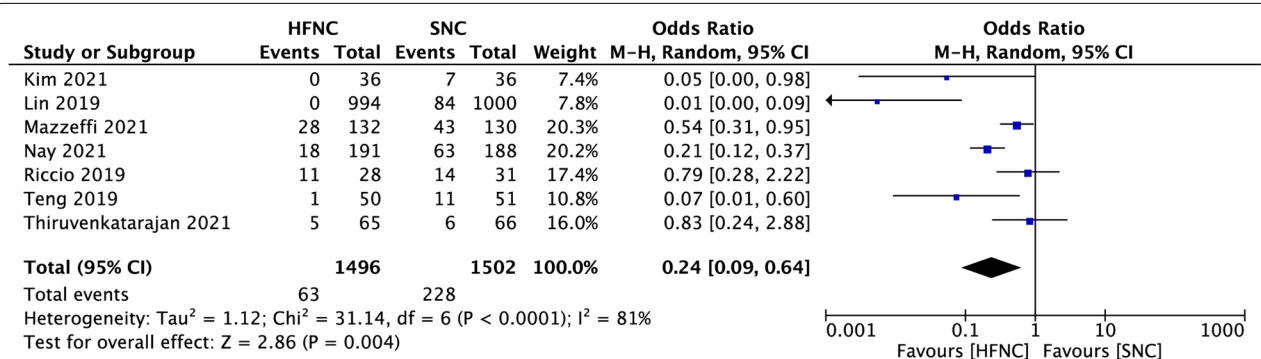 HFNC SNC Odds Ratio Odds Ratio
Study or Subgroup Events Total Events Total Weight M-H, Random, 95% CI M-H, Random, 95% CI
Kim 2021 0 36 7 36 7.4% 0.05 [0.00, 0.98]
Lin 2019 0 994 84 1000 7.8% 0.01 [0.00, 0.09]
Mazzeffi 2021 28 132 43 130 20.3% 0.54 [0.31, 0.95]
Nay 2021 18 191 63 188 20.2% 0.21 [0.12, 0.37]
Riccio 2019 11 28 14 31 17.4% 0.79 [0.28, 2.22]
Teng 2019 1 50 11 51 10.8% 0.07 [0.01, 0.60]
Thiruvenkatarajan 2021 5 65 6 66 16.0% 0.83 [0.24, 2.88]
Total (95% CI) 1496 1502 100.0% 0.24 [0.09, 0.64]
Total events 63 228
Heterogeneity: Tau² = 1.12; Chi² = 31.14, df = 6 (P < 0.0001); I² = 81%
Test for overall effect: Z = 2.86 (P = 0.004)
0.001 0.1 1 10 1000
Favours [HFNC] Favours [SNC]